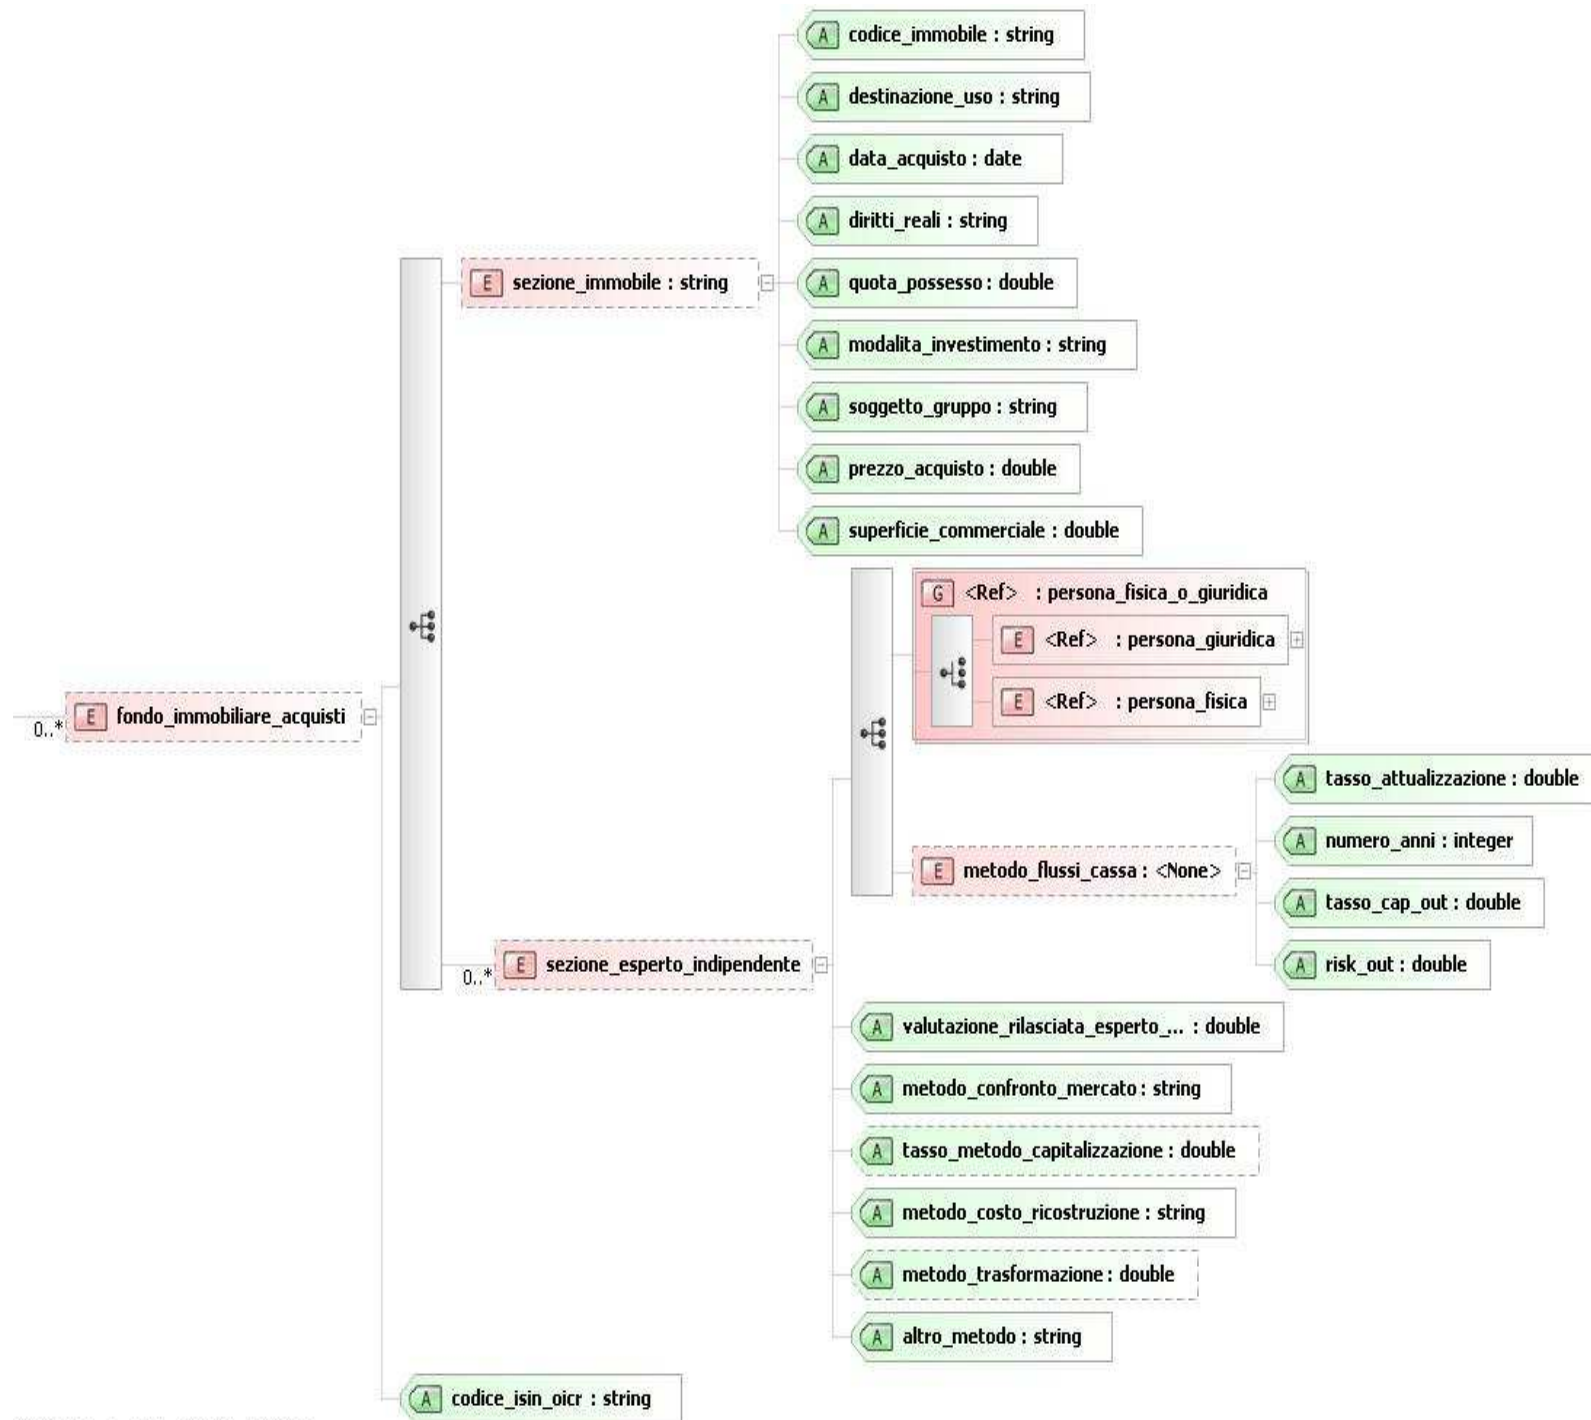 A codice_immobile : string
A destinazione_uso : string
A data_acquisto : date
A diritti_reali : string
E sezione_immobile : string
A quota_possesso : double
A modalita_investimento : string
A soggetto_gruppo : string
A prezzo_acquisto : double
A superficie_commerciale : double
G <Ref> : persona_fisica_o_giuridica
E <Ref> : persona_giuridica
E <Ref> : persona_fisica
0..* E fondo_immobiliare_acquisti
A tasso_attualizzazione : double
A numero_anni : integer
E metodo_flussi_cassa : <None>
A tasso_cap_out : double
A risk_out : double
0..* E sezione_esperto_indipendente
A valutazione_rilasciata_esperto_... : double
A metodo_confronto_mercato : string
A tasso_metodo_capitalizzazione : double
A metodo_costo_ricostruzione : string
A metodo_trasformazione : double
A altro_metodo : string
A codice_isin_oicr : string